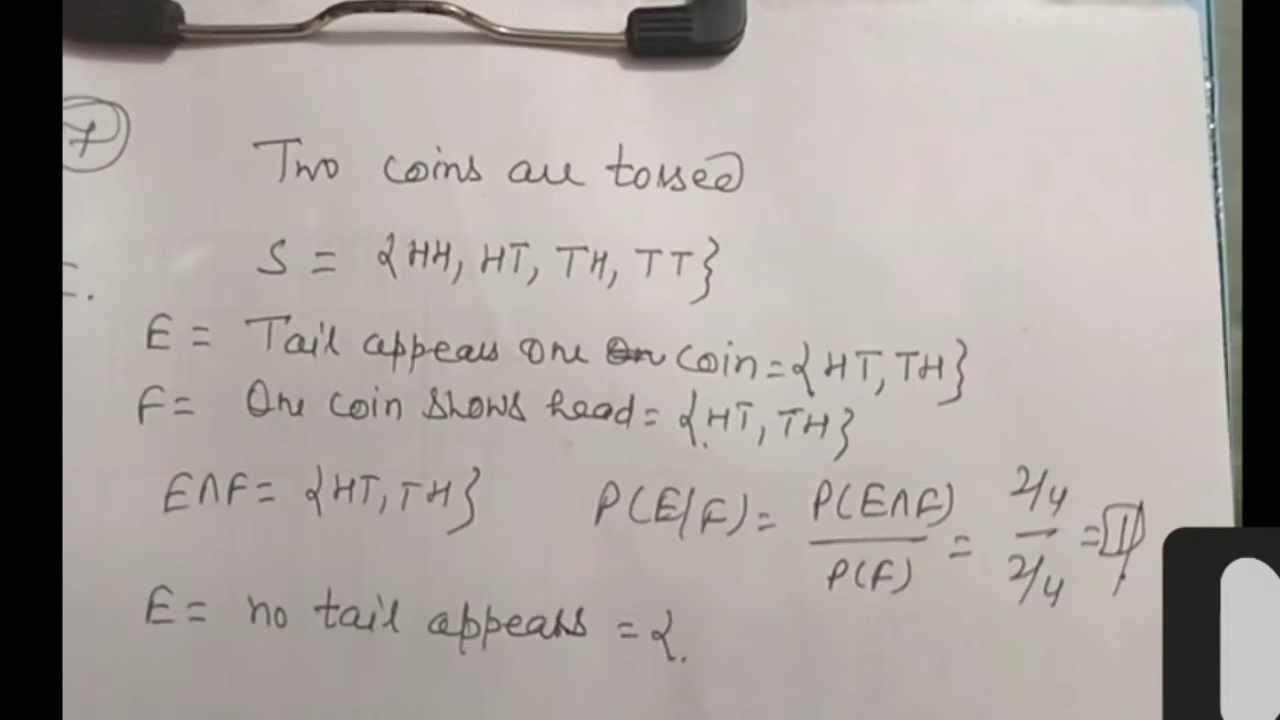 7
Two coins are tossed
S = {HH, HT, TH, TT}
E = Tail appears one coin = {HT, TH}
F = One coin shows head = {HT, TH}
E∩F = {HT, TH} P(E/F) = P(E∩F)/P(F) = 2/4 / 2/4 = 1
E = no tail appears = {